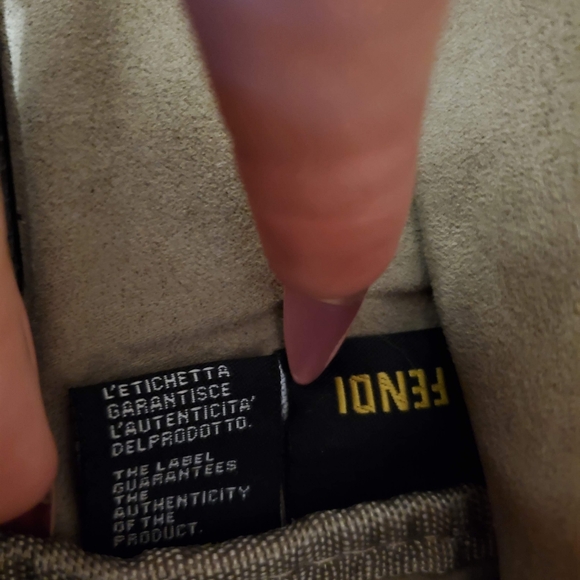 L'ETICHETTA
GARANTISCE
L'AUTENTICITA'
DELPRODOTTO.
THE LABEL
GUARANTEES
THE
AUTHENTICITY
OF THE
PRODUCT.
FENDI